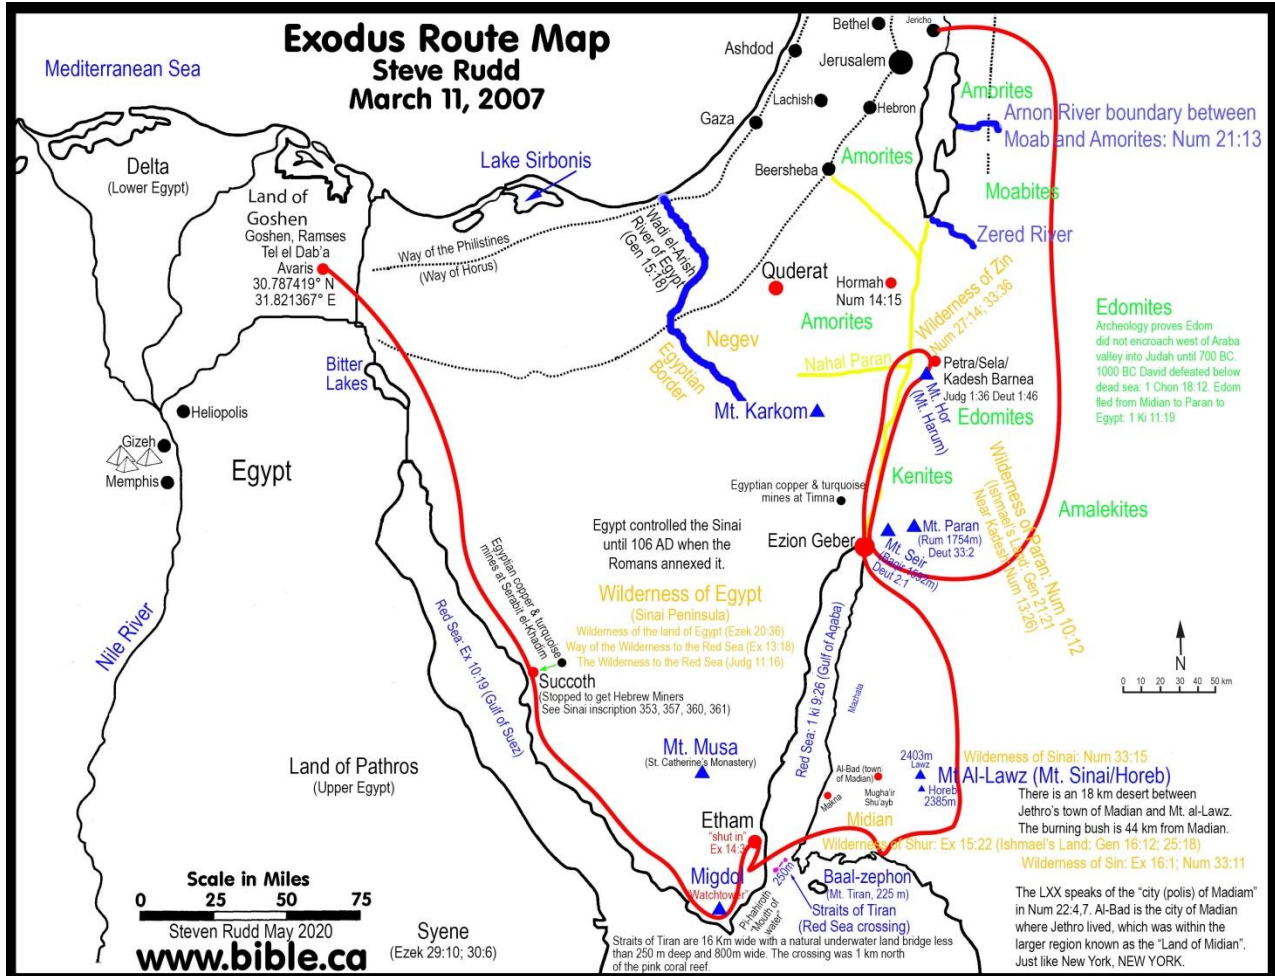 Exodus Route Map
Steve Rudd
March 11, 2007
Mediterranean Sea
Bethel
Jericho
Ashdod
Jerusalem
Lachish
Hebron
Gaza
Amorites
Arnon River boundary between
Moab and Amorites: Num 21:13
Lake Sirbonis
Delta
(Lower Egypt)
Beersheba
Amorites
Moabites
Land of
Goshen
Goshen, Ramses
Tel el Dab'a
Avaris
30.787419° N
31.821367° E
Way of the Philistines
(Way of Horus)
Wadi el-Arish
River of Egypt
(Gen 15:18)
Zered River
Quderat
Hormah
Num 14:15
Wilderness of Zin
Num 27:14; 33:36
Amorites
Negev
Egyptian
Border
Nahal Paran
Edomites
Archeology proves Edom
did not encroach west of Araba
valley into Judah until 700 BC.
1000 BC David defeated below
dead sea: 1 Chon 18:12. Edom
fled from Midian to Paran to
Egypt: 1 Ki 11:19
Bitter
Lakes
Petra/Sela/
Kadesh Barnea
Judg 1:36 Deut 1:46
Mt. Hor
(Mt. Harum)
Edomites
Mt. Karkom
Heliopolis
Gizeh
Memphis
Egypt
Kenites
Egyptian copper & turquoise
mines at Timna
Wilderness of Paran: Num 10:12
(Ishmael's Land: Gen 21:21
Near Kadesh: Num 13:26)
Amalekites
Egypt controlled the Sinai
until 106 AD when the
Romans annexed it.
Ezion Geber
Mt. Paran
(Rum 1754m)
Deut 33:2
Mt. Seir
(Baqir 1592m)
Deut 2:1
Egyptian copper & turquoise
mines at Serabit el-Khadim
Wilderness of Egypt
(Sinai Peninsula)
Wilderness of the land of Egypt (Ezek 20:36)
Way of the Wilderness to the Red Sea (Ex 13:18)
The Wilderness to the Red Sea (Judg 11:16)
Nile River
Red Sea: Ex 10:19 (Gulf of Suez)
Red Sea: 1 ki 9:26 (Gulf of Aqaba)
N
0 10 20 30 40 50 km
Succoth
(Stopped to get Hebrew Miners
See Sinai inscription 353, 357, 360, 361)
Mazhata
Mt. Musa
(St. Catherine's Monastery)
Land of Pathros
(Upper Egypt)
Wilderness of Sinai: Num 33:15
2403m
Lawz
Mt Al-Lawz (Mt. Sinai/Horeb)
Horeb
2385m
Al-Bad (town
of Madian)
Mugha'ir
Shu'ayb
Makna
There is an 18 km desert between
Jethro's town of Madian and Mt. al-Lawz.
The burning bush is 44 km from Madian.
Midian
Etham
"shut in"
Ex 14:3
Wilderness of Shur: Ex 15:22 (Ishmael's Land: Gen 16:12; 25:18)
Wilderness of Sin: Ex 16:1; Num 33:11
Migdol
"Watchtower"
250m
Pi-hahiroth
"Mouth of
water"
Baal-zephon
(Mt. Tiran, 225 m)
Straits of Tiran
(Red Sea crossing)
Scale in Miles
0 25 50 75
Steven Rudd May 2020
www.bible.ca
Syene
(Ezek 29:10; 30:6)
Straits of Tiran are 16 Km wide with a natural underwater land bridge less
than 250 m deep and 800m wide. The crossing was 1 km north
of the pink coral reef.
The LXX speaks of the "city (polis) of Madiam"
in Num 22:4,7. Al-Bad is the city of Madian
where Jethro lived, which was within the
larger region known as the "Land of Midian".
Just like New York, NEW YORK.